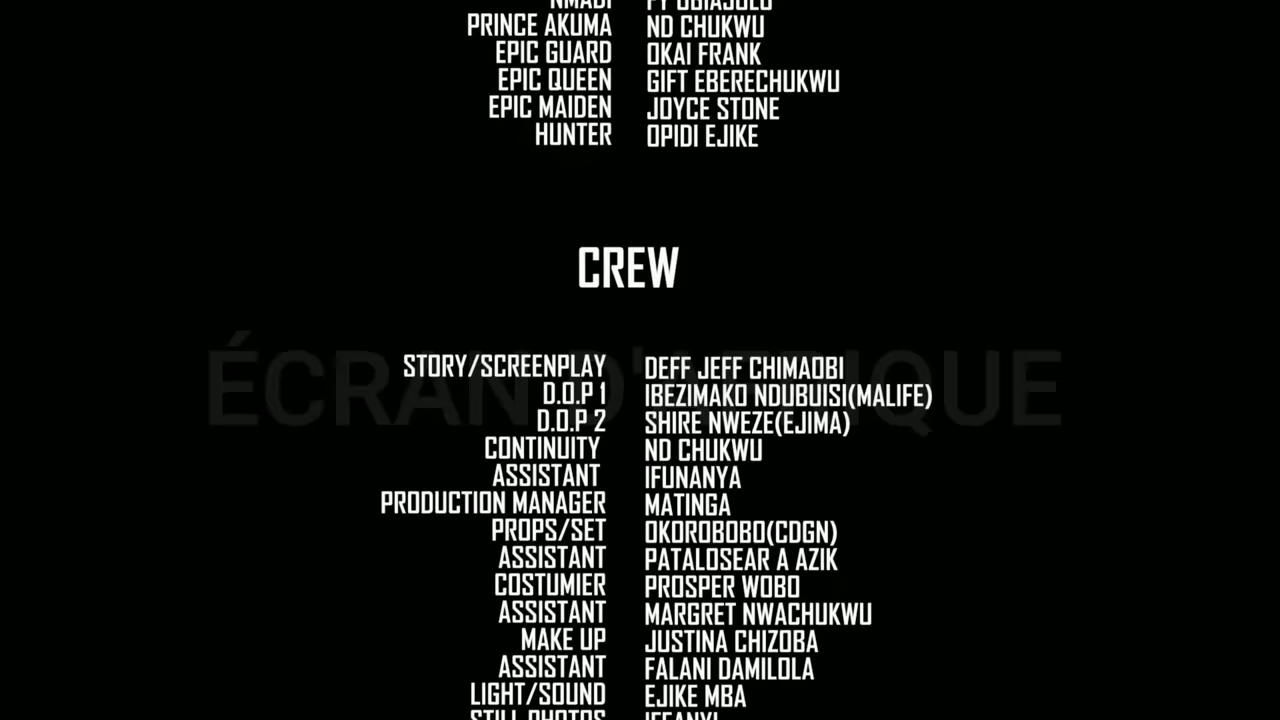 PRINCE AKUMA ND CHUKWU
EPIC GUARD OKAI FRANK
EPIC QUEEN GIFT EBERECHUKWU
EPIC MAIDEN JOYCE STONE
HUNTER OPIDI EJIKE
CREW
STORY/SCREENPLAY DEFF JEFF CHIMAOBI
D.O.P 1 IBEZIMAKO NDUBUISI(MALIFE)
D.O.P 2 SHIRE NWEZE(EJIMA)
CONTINUITY ND CHUKWU
ASSISTANT IFUNANYA
PRODUCTION MANAGER MATINGA
PROPS/SET OKOROBOBO(CDGN)
ASSISTANT PATALOSEAR A AZIK
COSTUMIER PROSPER WOBO
ASSISTANT MARGRET NWACHUKWU
MAKE UP JUSTINA CHIZOBA
ASSISTANT FALANI DAMILOLA
LIGHT/SOUND EJIKE MBA
STILL PHOTOS IFEANYI